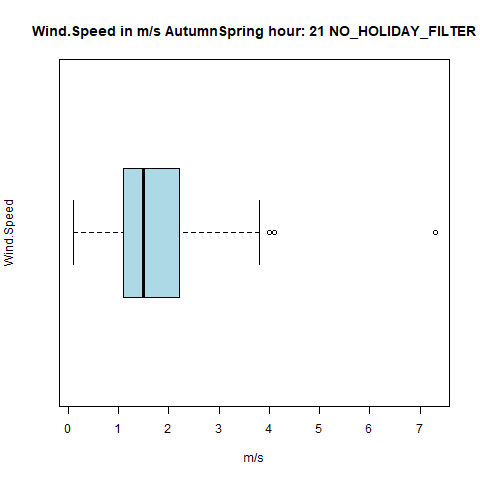 Wind.Speed in m/s AutumnSpring hour: 21 NO_HOLIDAY_FILTER
Wind.Speed
0 1 2 3 4 5 6 7
m/s